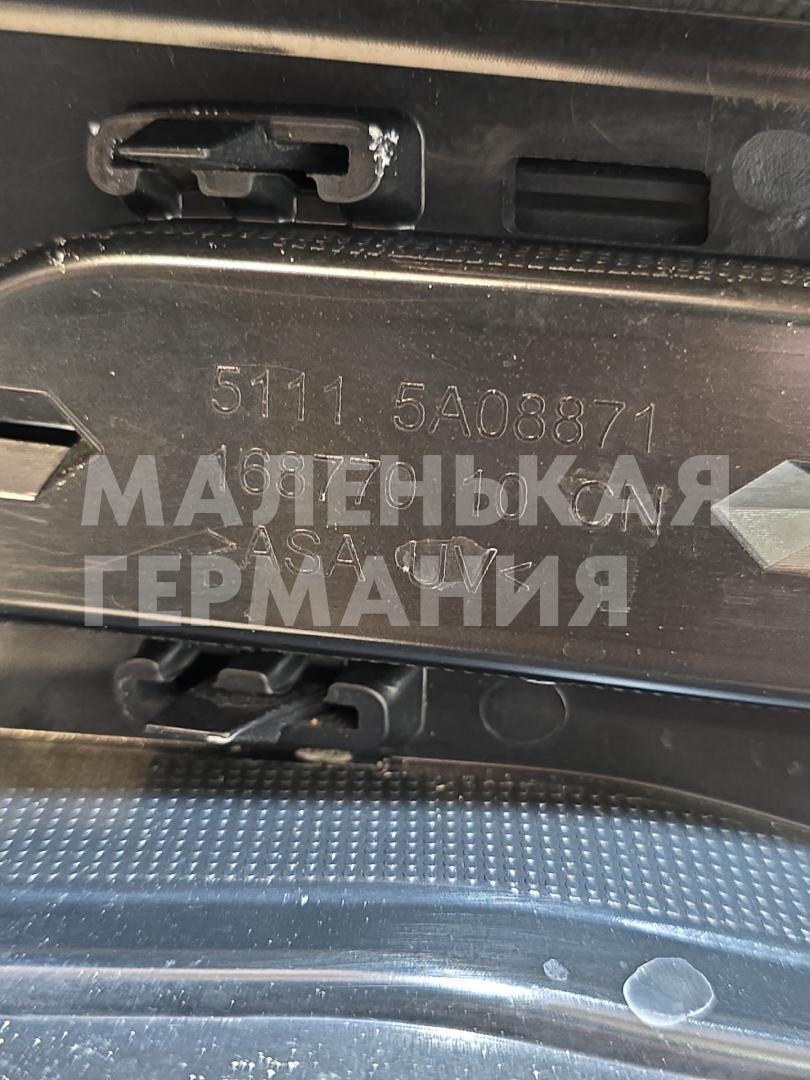 5111 5A08871
168770 10 CN
>ASA UV<
МАЛЕНЬКАЯ
ГЕРМАНИЯ